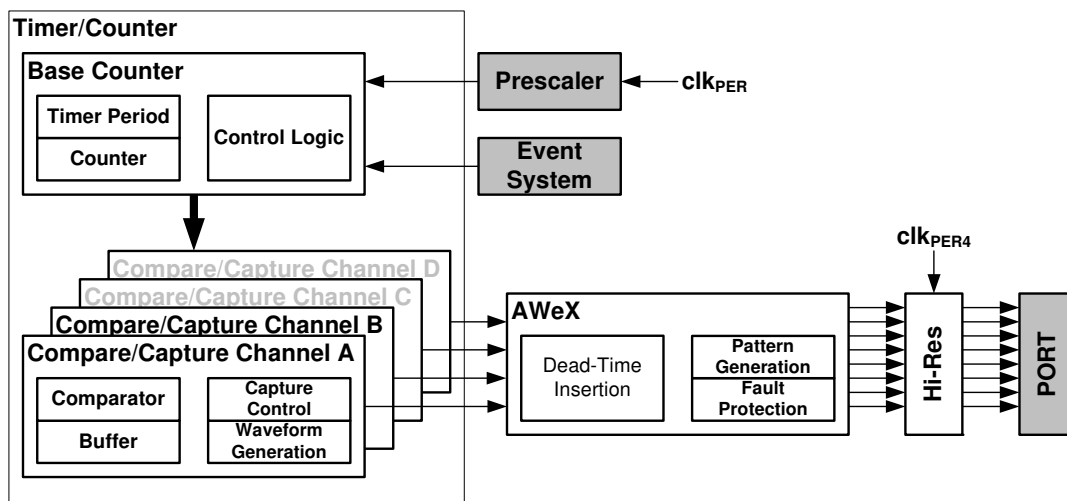 Timer/Counter
Base Counter
Timer Period
Counter
Control Logic
Prescaler
clkPER
Event
System
Compare/Capture Channel D
Compare/Capture Channel C
Compare/Capture Channel B
Compare/Capture Channel A
Comparator
Buffer
Capture
Control
Waveform
Generation
AWeX
Dead-Time
Insertion
Pattern
Generation
Fault
Protection
clkPER4
Hi-Res
PORT